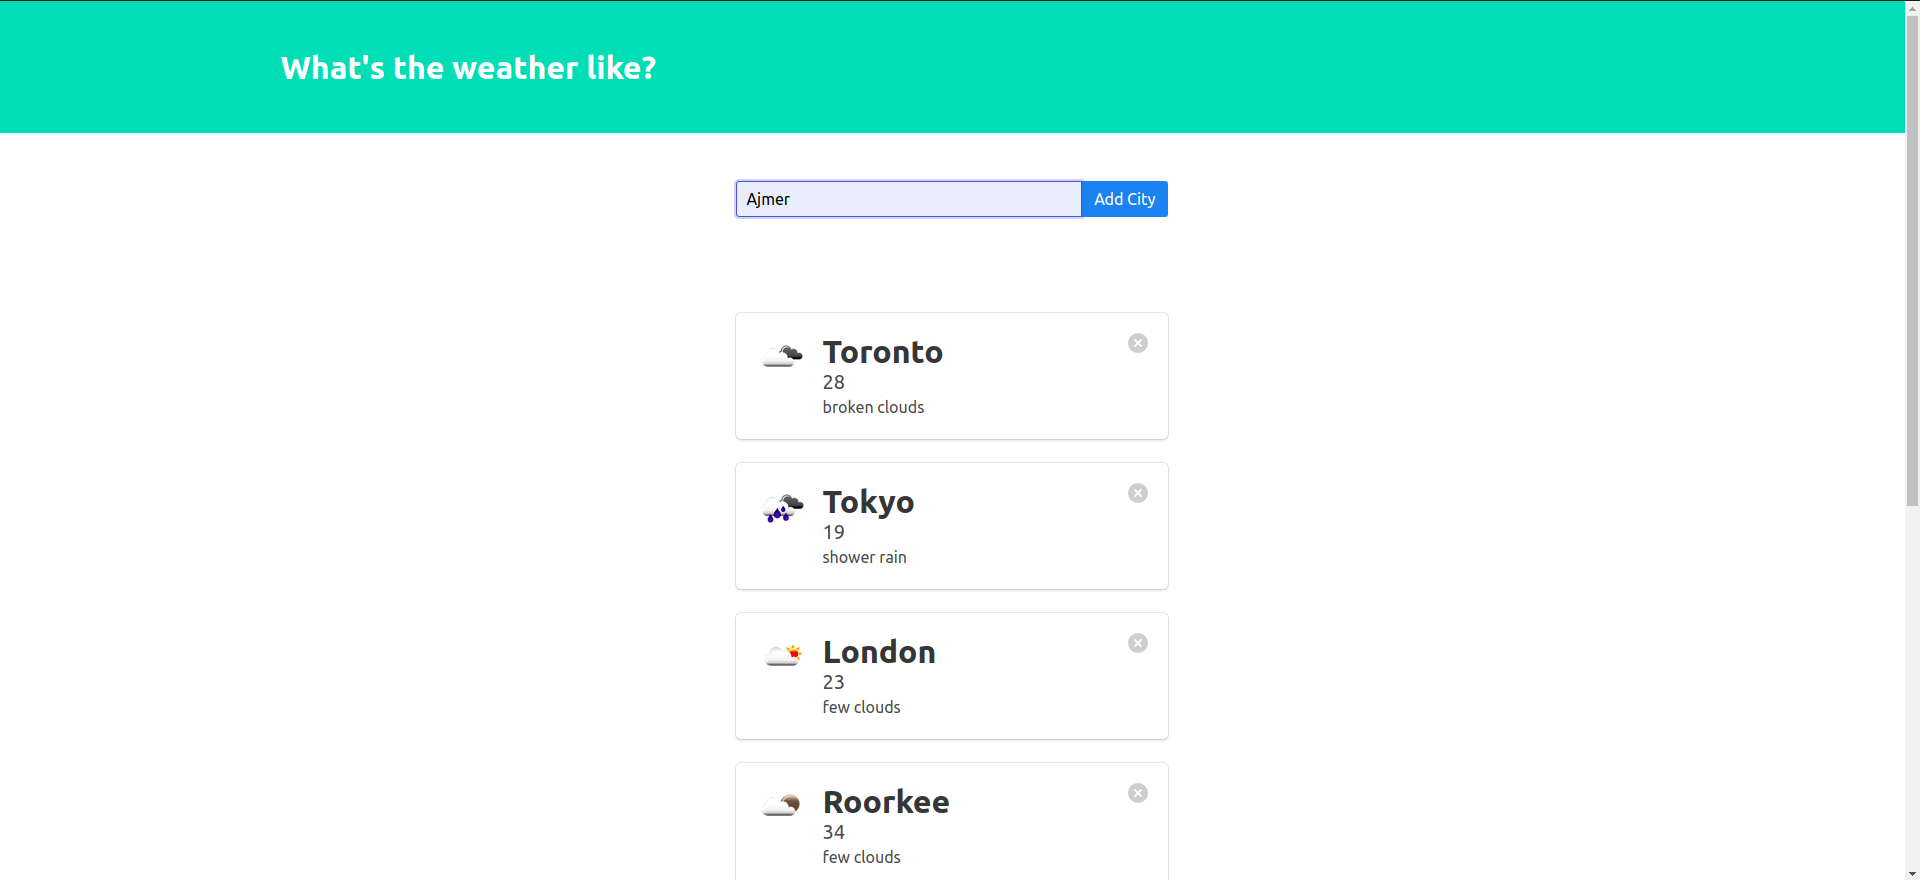 What's the weather like?
Ajmer
Add City
Toronto
28
broken clouds
Tokyo
19
shower rain
London
23
few clouds
Roorkee
34
few clouds